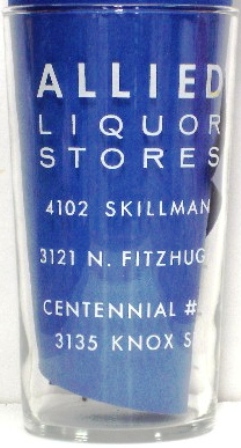 ALLIED
LIQUOR
STORES
4102 SKILLMAN
3121 N. FITZHUG
CENTENNIAL #
3135 KNOX S